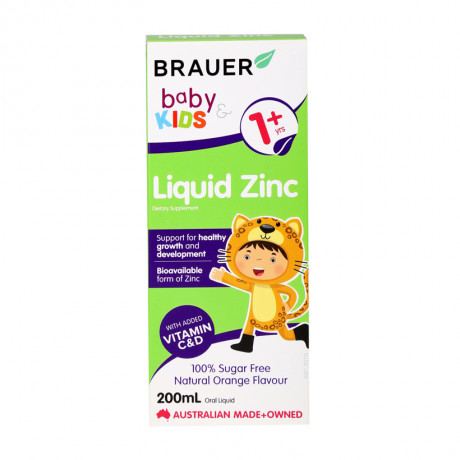 BRAUER
baby
& KIDS
1+
yrs
Liquid Zinc
Dietary Supplement
Support for healthy
growth and
development
Bioavailable
form of Zinc
WITH ADDED
VITAMIN
C&D
100% Sugar Free
Natural Orange Flavour
200mL Oral Liquid
AUSTRALIAN MADE+OWNED